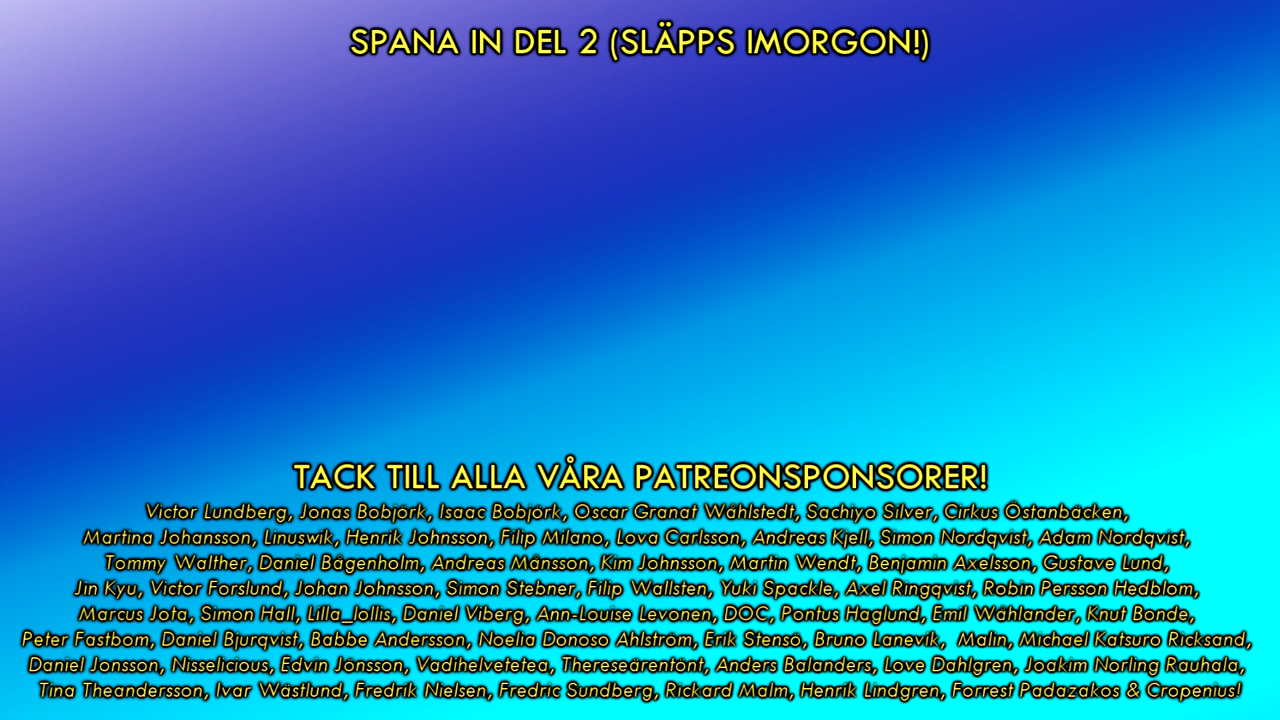 SPANA IN DEL 2 (SLÄPPS IMORGON!)
TACK TILL ALLA VÅRA PATREONSPONSORER!
Victor Lundberg, Jonas Bobjörk, Isaac Bobjörk, Oscar Granat Wåhlstedt, Sachiyo Silver, Cirkus Östanbäcken,
Martina Johansson, Linuswik, Henrik Johnsson, Filip Milano, Lova Carlsson, Andreas Kjell, Simon Nordqvist, Adam Nordqvist,
Tommy Walther, Daniel Bågenholm, Andreas Månsson, Kim Johnsson, Martin Wendt, Benjamin Axelsson, Gustave Lund,
Jin Kyu, Victor Forslund, Johan Johnsson, Simon Stebner, Filip Wallsten, Yuki Spackle, Axel Ringqvist, Robin Persson Hedblom,
Marcus Jota, Simon Hall, Lilla_Jollis, Daniel Viberg, Ann-Louise Levonen, DOC, Pontus Haglund, Emil Wåhlander, Knut Bonde,
Peter Fastbom, Daniel Bjurqvist, Babbe Andersson, Noelia Donoso Ahlström, Erik Stensö, Bruno Lanevik, Malin, Michael Katsuro Ricksand,
Daniel Jonsson, Nisselicious, Edvin Jönsson, Vadihelvetetea, Thereseärentönt, Anders Balanders, Love Dahlgren, Joakim Norling Rauhala,
Tina Theandersson, Ivar Wästlund, Fredrik Nielsen, Fredric Sundberg, Rickard Malm, Henrik Lindgren, Forrest Padazakos & Cropenius!